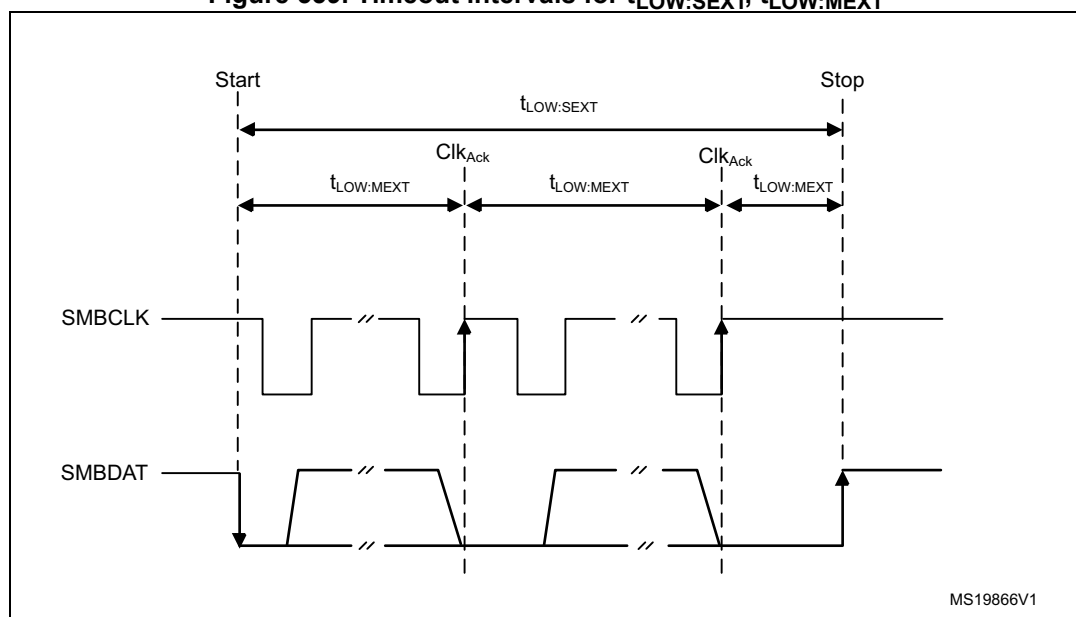 Start
Stop
tLOW:SEXT
ClkAck
ClkAck
tLOW:MEXT
tLOW:MEXT
tLOW:MEXT
SMBCLK
SMBDAT
MS19866V1